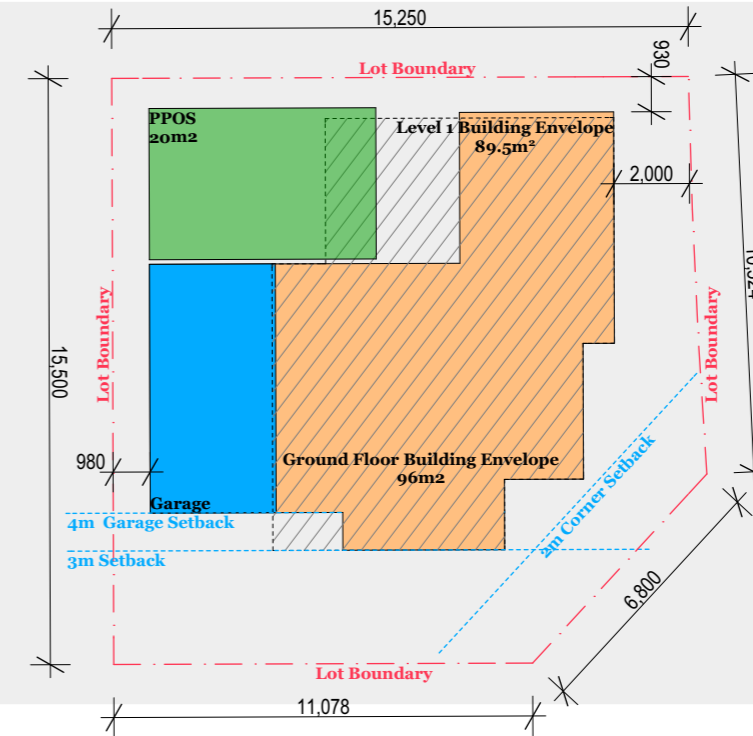 15,250
Lot Boundary
930
PPOS
20m2
Level 1 Building Envelope
89.5m²
2,000
Lot Boundary
15,500
Lot Boundary
980
Ground Floor Building Envelope
96m2
Garage
4m Garage Setback
3m Setback
2m Corner Setback
6,800
Lot Boundary
11,078